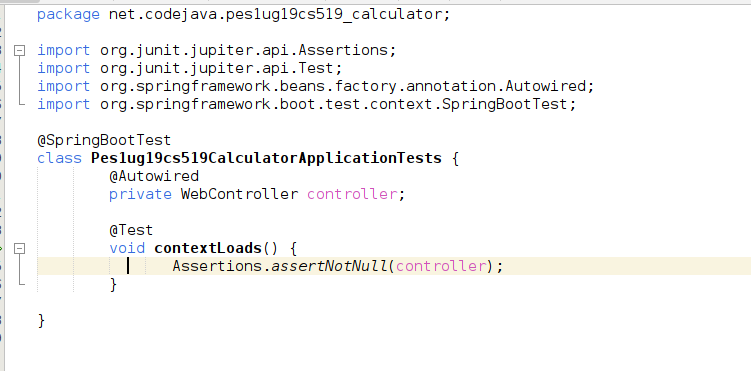 package net.codejava.pes1ug19cs519_calculator;
import org.junit.jupiter.api.Assertions;
import org.junit.jupiter.api.Test;
import org.springframework.beans.factory.annotation.Autowired;
import org.springframework.boot.test.context.SpringBootTest;
@SpringBootTest
class Pes1ug19cs519CalculatorApplicationTests {
@Autowired
private WebController controller;
@Test
void contextLoads() {
Assertions.assertNotNull(controller);
}
}